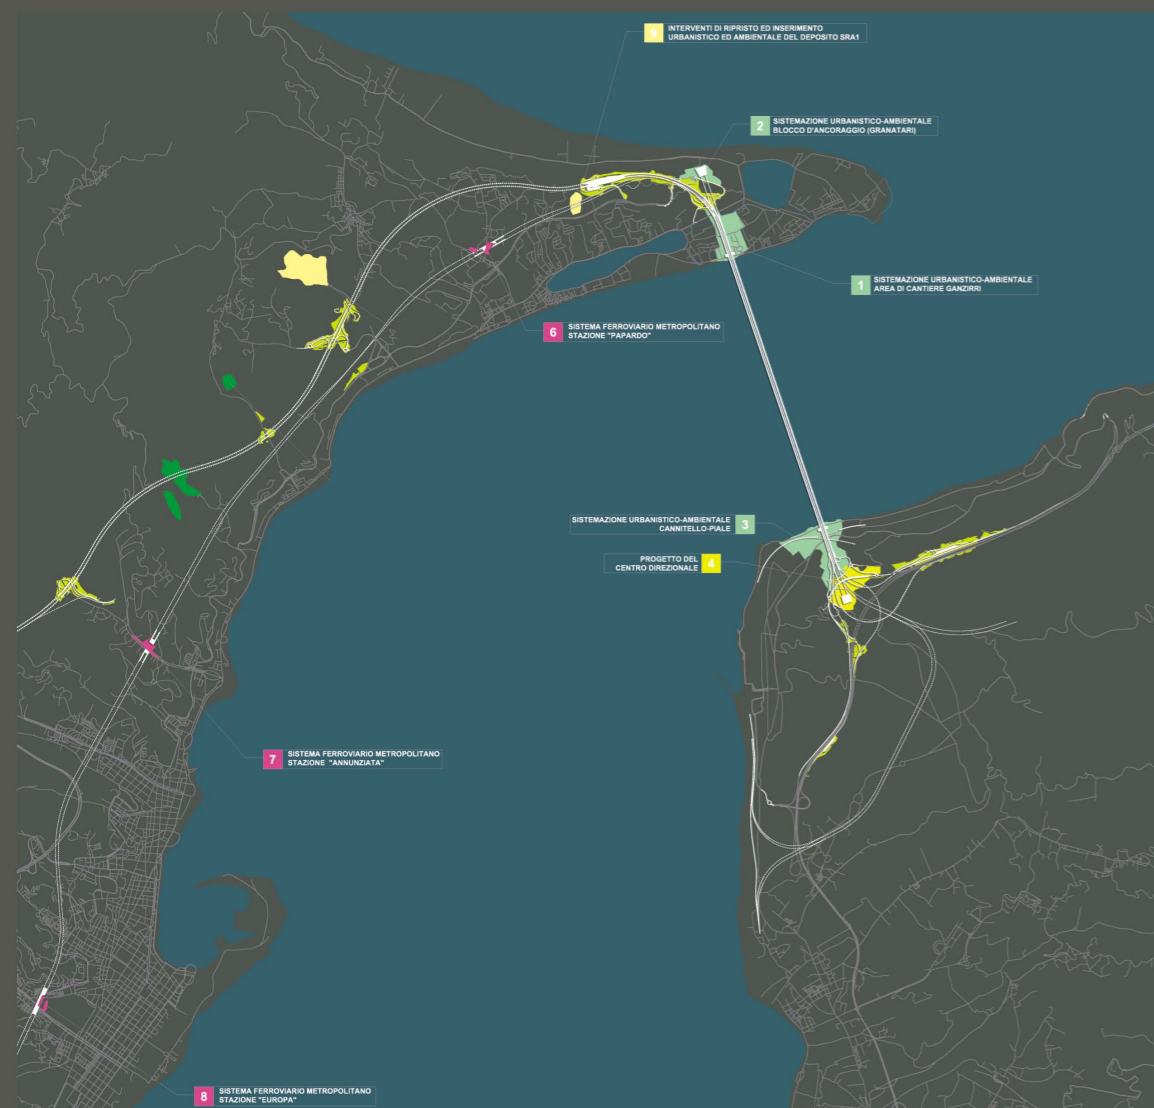 5
INTERVENTI DI RIPRISTO ED INSERIMENTO
URBANISTICO ED AMBIENTALE DEL DEPOSITO SRA1
2
SISTEMAZIONE URBANISTICO-AMBIENTALE
BLOCCO D'ANCORAGGIO (GRANATARI)
1
SISTEMAZIONE URBANISTICO-AMBIENTALE
AREA DI CANTIERE GANZIRRI
6
SISTEMA FERROVIARIO METROPOLITANO
STAZIONE "PAPARDO"
SISTEMAZIONE URBANISTICO-AMBIENTALE
CANNITELLO-PIALE
3
PROGETTO DEL
CENTRO DIREZIONALE
4
7
SISTEMA FERROVIARIO METROPOLITANO
STAZIONE "ANNUNZIATA"
8
SISTEMA FERROVIARIO METROPOLITANO
STAZIONE "EUROPA"